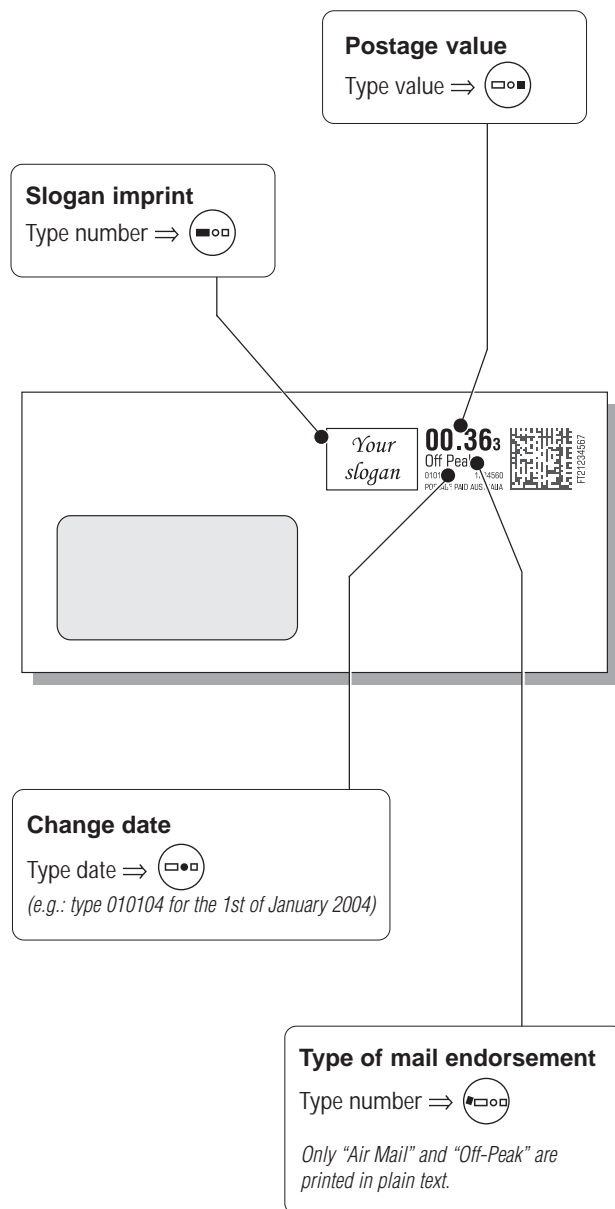 Postage value
Type value ⇒
Slogan imprint
Type number ⇒
Your
slogan
00.363
Off Peak
POSTAGE PAID AUSTRALIA
FT21234567
Change date
Type date ⇒
(e.g.: type 010104 for the 1st of January 2004)
Type of mail endorsement
Type number ⇒
Only “Air Mail” and “Off-Peak” are
printed in plain text.